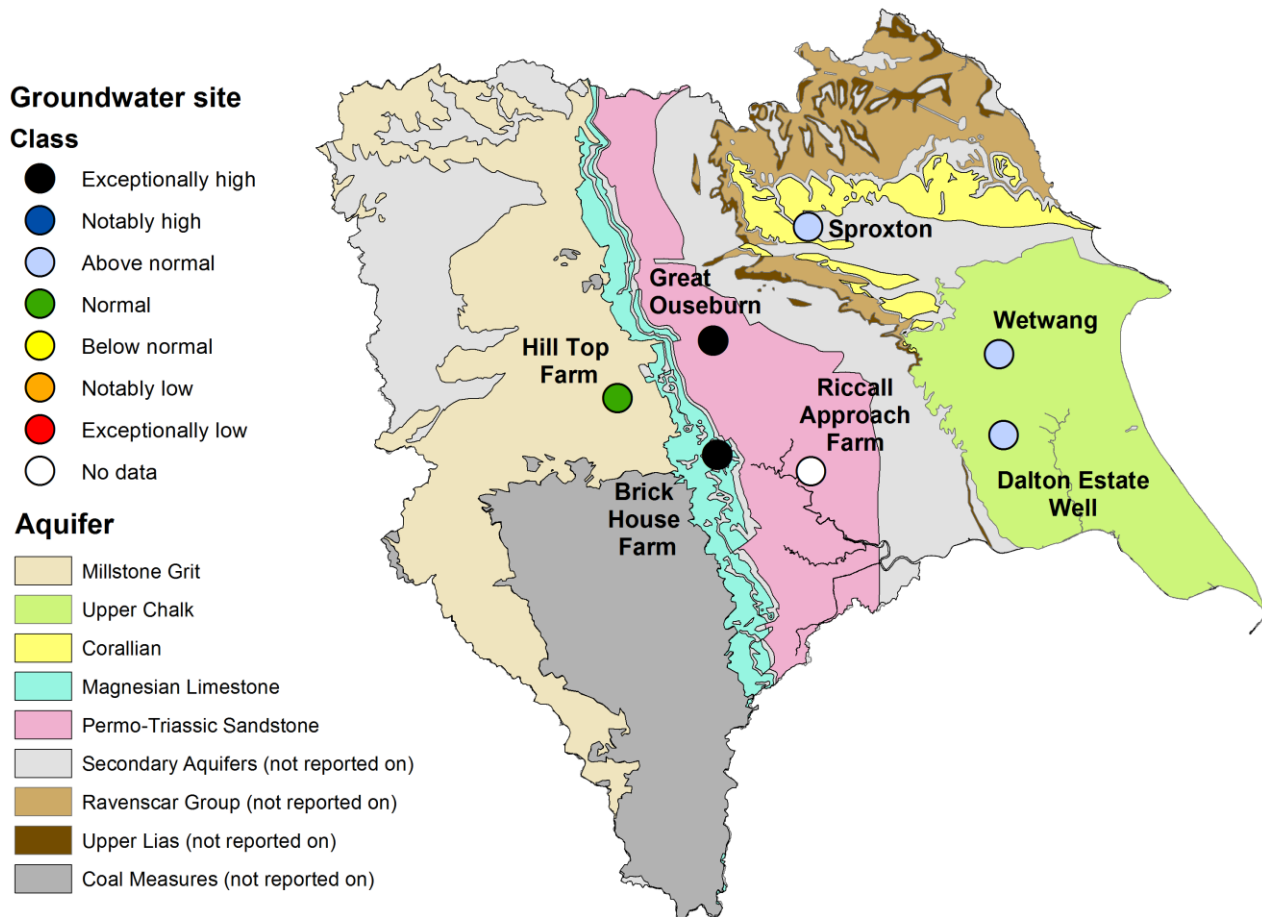 Groundwater site
Class
Exceptionally high
Notably high
Above normal
Normal
Below normal
Notably low
Exceptionally low
No data
Aquifer
Millstone Grit
Upper Chalk
Corallian
Magnesian Limestone
Permo-Triassic Sandstone
Secondary Aquifers (not reported on)
Ravenscar Group (not reported on)
Upper Lias (not reported on)
Coal Measures (not reported on)
Sproxton
Great
Ouseburn
Wetwang
Hill Top
Farm
Riccall
Approach
Farm
Brick
House
Farm
Dalton Estate
Well